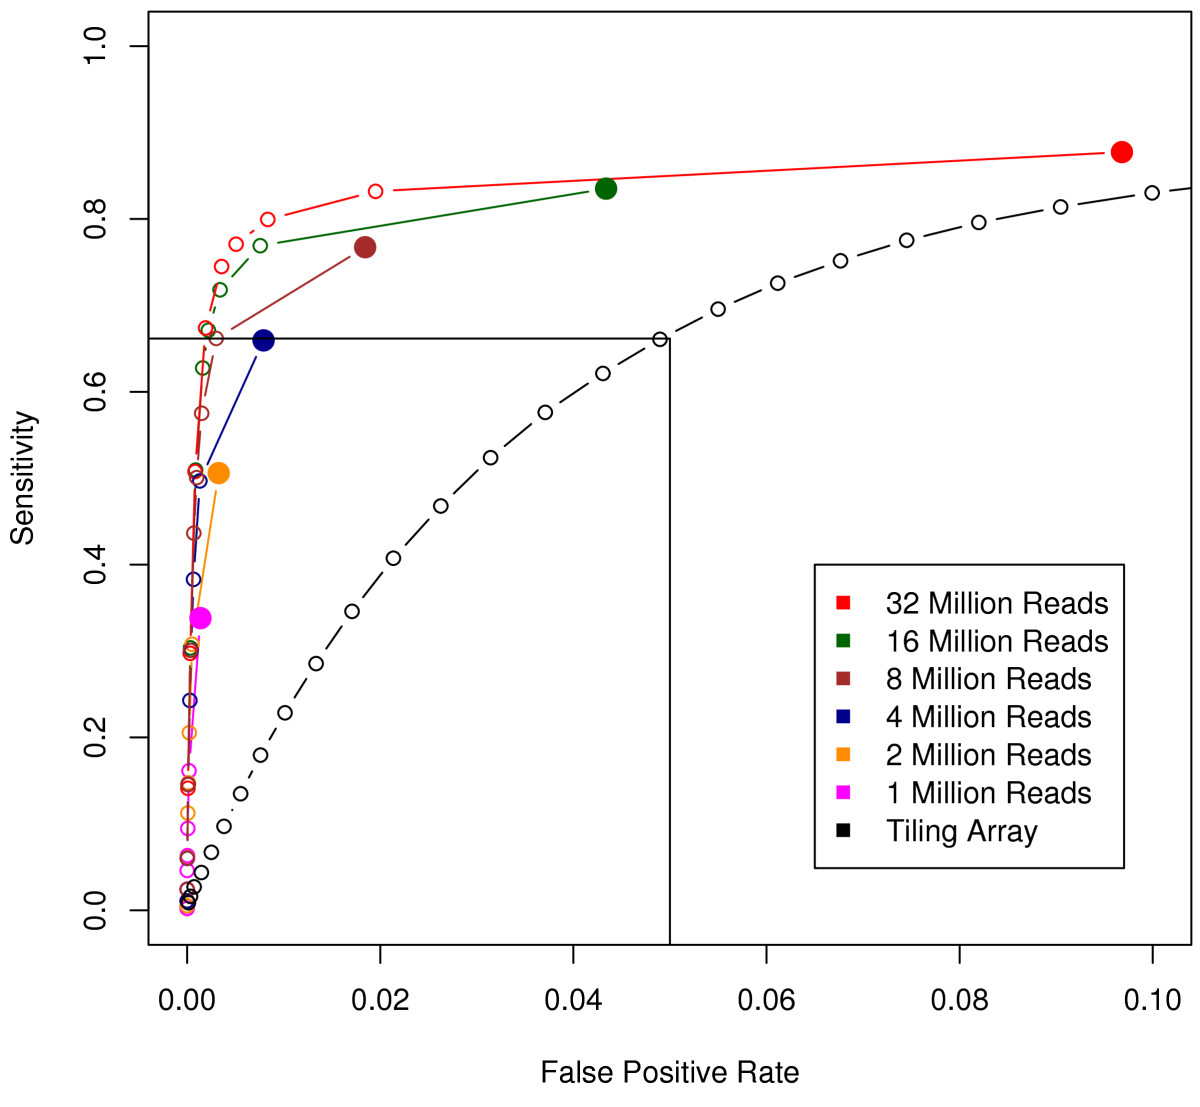 1.0
0.8
0.6
0.4
0.2
0.0
Sensitivity
32 Million Reads
16 Million Reads
8 Million Reads
4 Million Reads
2 Million Reads
1 Million Reads
Tiling Array
0.00 0.02 0.04 0.06 0.08 0.10
False Positive Rate